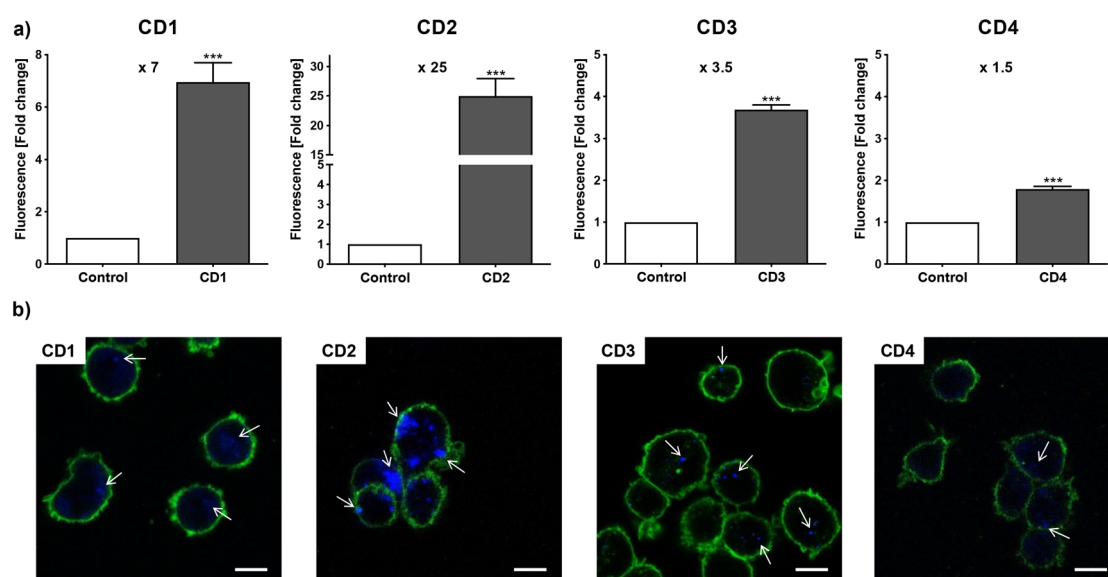 a)
CD1
CD2
CD3
CD4
Fluorescence [Fold change]
8
6
4
2
0
x 7
***
Control
CD1
Fluorescence [Fold change]
30
25
20
15
10
5
4
3
2
1
0
x 25
***
Control
CD2
Fluorescence [Fold change]
5
4
3
2
1
0
x 3.5
***
Control
CD3
Fluorescence [Fold change]
5
4
3
2
1
0
x 1.5
***
Control
CD4
b)
CD1
CD2
CD3
CD4